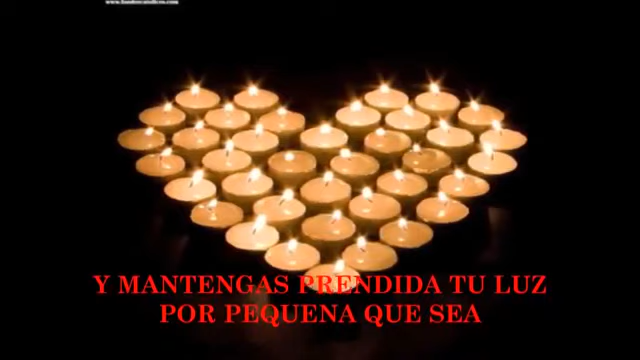 Y MANTENGAS PRENDIDA TU LUZ
POR PEQUENA QUE SEA